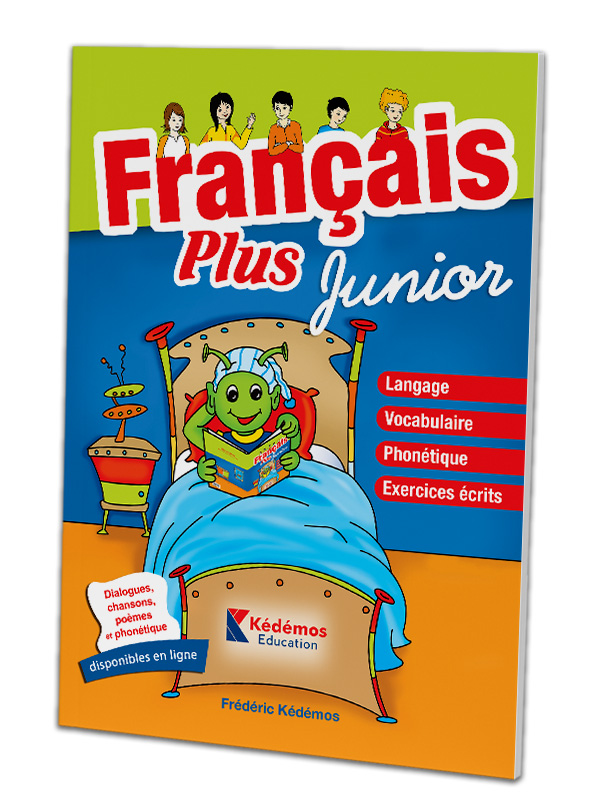 Français
Plus Junior
Langage
Vocabulaire
Phonétique
Exercices écrits
Dialogues,
chansons,
poèmes
et phonétique
disponibles en ligne
Kédémos
Education
Frédéric Kédémos